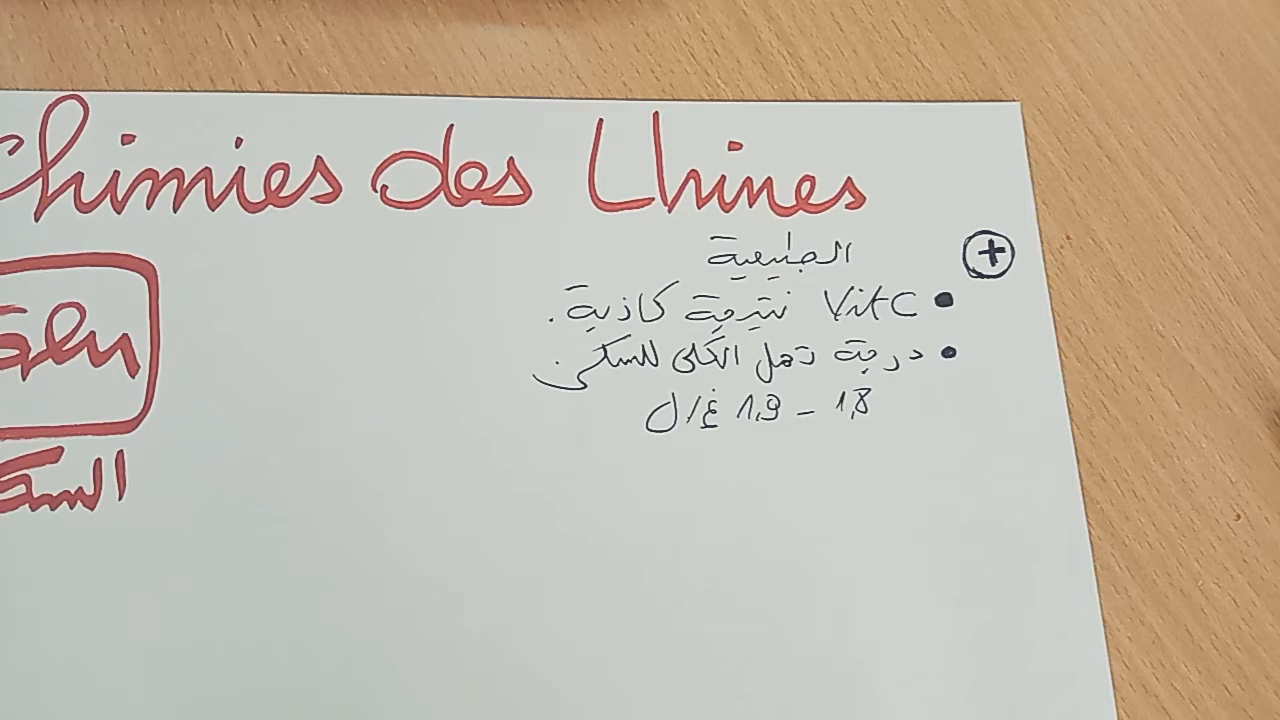 Chimies des Urines
+
الطبيعية
• Vit C نتيجة كاذبة.
• درجة تحمل الكلى للسكر
1,8 - 1,9 غ/ل